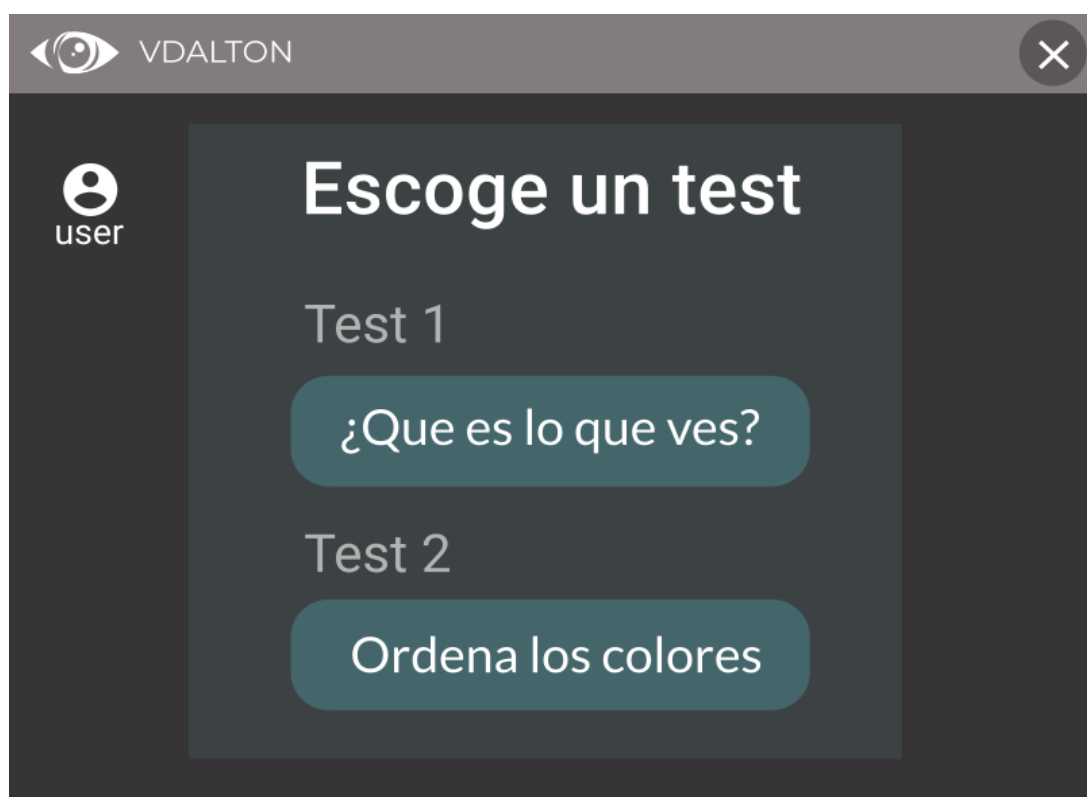 VDALTON
user
Escoge un test
Test 1
¿Que es lo que ves?
Test 2
Ordena los colores